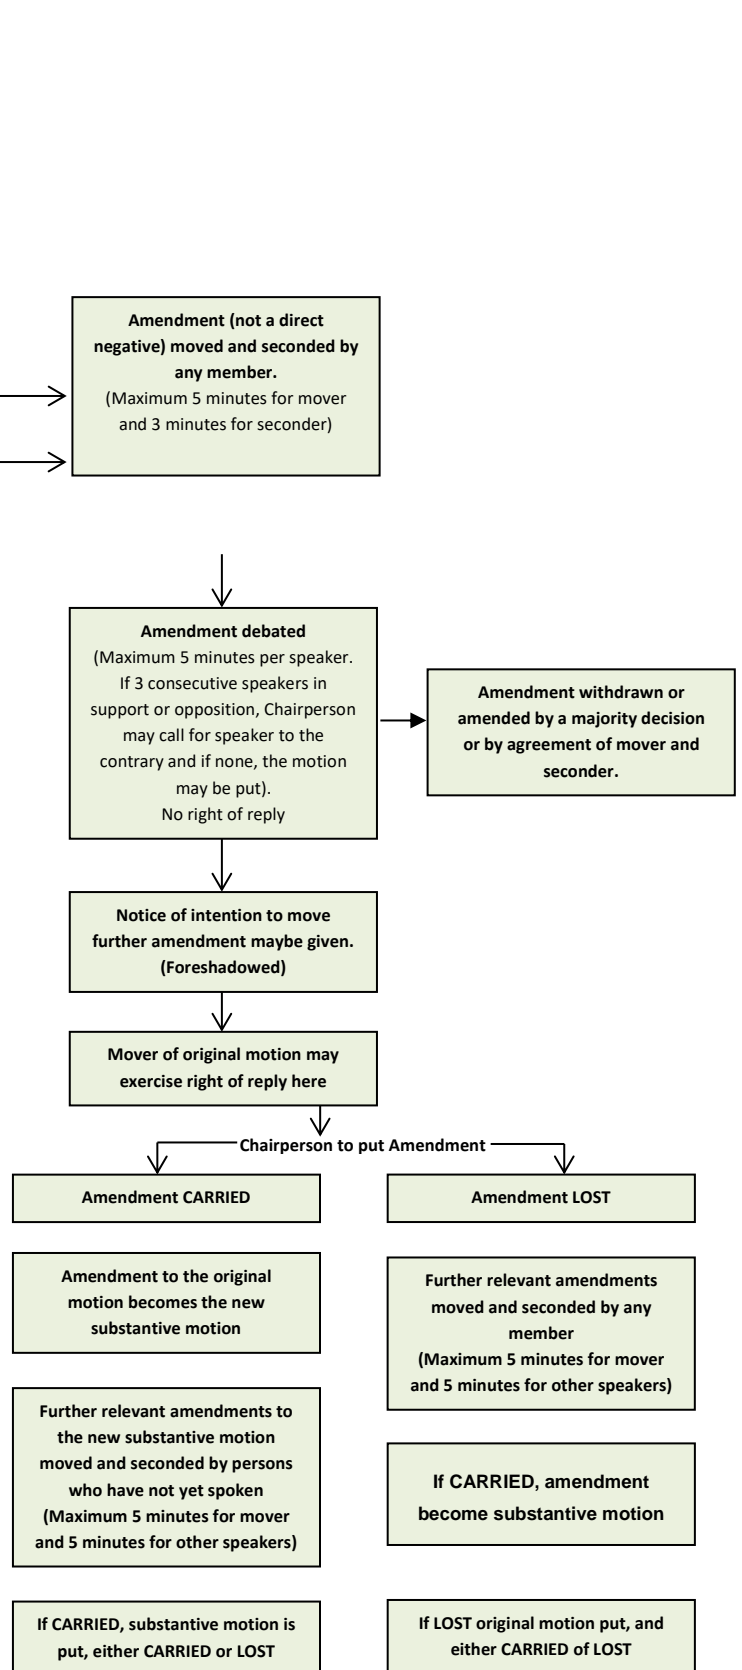 Amendment (not a direct
negative) moved and seconded by
any member.
(Maximum 5 minutes for mover
and 3 minutes for seconder)
Amendment debated
(Maximum 5 minutes per speaker.
If 3 consecutive speakers in
support or opposition, Chairperson
may call for speaker to the
contrary and if none, the motion
may be put).
No right of reply
Amendment withdrawn or
amended by a majority decision
or by agreement of mover and
seconder.
Notice of intention to move
further amendment maybe given.
(Foreshadowed)
Mover of original motion may
exercise right of reply here
Chairperson to put Amendment
Amendment CARRIED
Amendment to the original
motion becomes the new
substantive motion
Further relevant amendments to
the new substantive motion
moved and seconded by persons
who have not yet spoken
(Maximum 5 minutes for mover
and 5 minutes for other speakers)
If CARRIED, substantive motion is
put, either CARRIED or LOST
Amendment LOST
Further relevant amendments
moved and seconded by any
member
(Maximum 5 minutes for mover
and 5 minutes for other speakers)
If CARRIED, amendment
become substantive motion
If LOST original motion put, and
either CARRIED of LOST